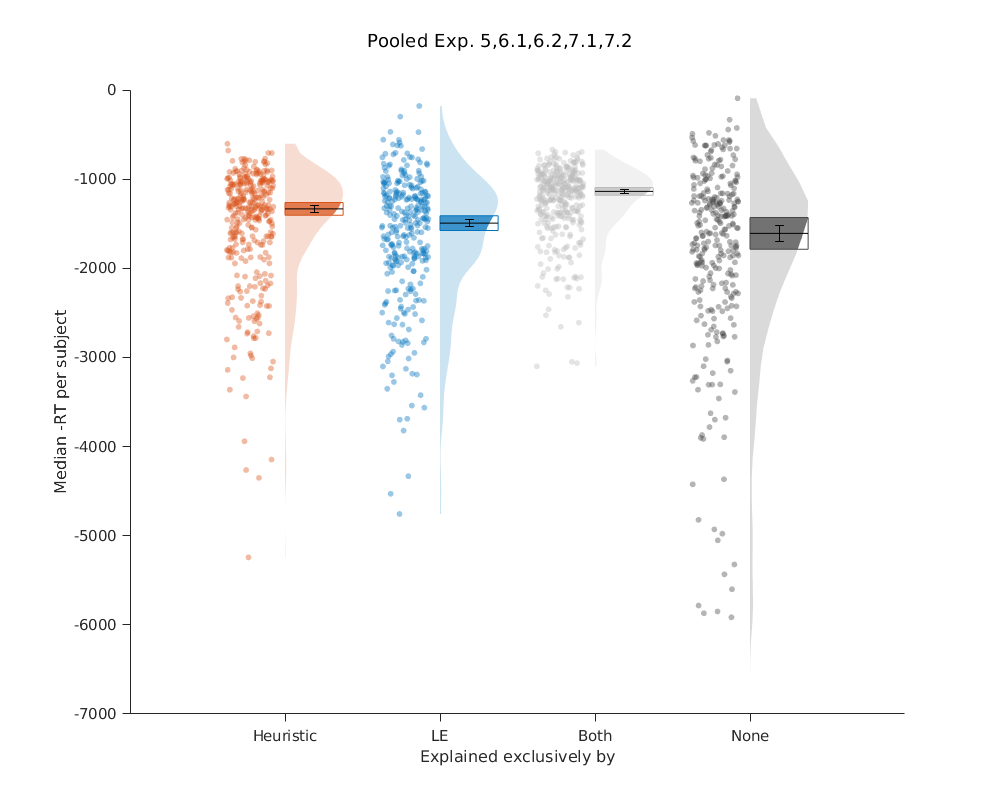 Pooled Exp. 5,6.1,6.2,7.1,7.2
Median -RT per subject
0
-1000
-2000
-3000
-4000
-5000
-6000
-7000
Heuristic LE Both None
Explained exclusively by